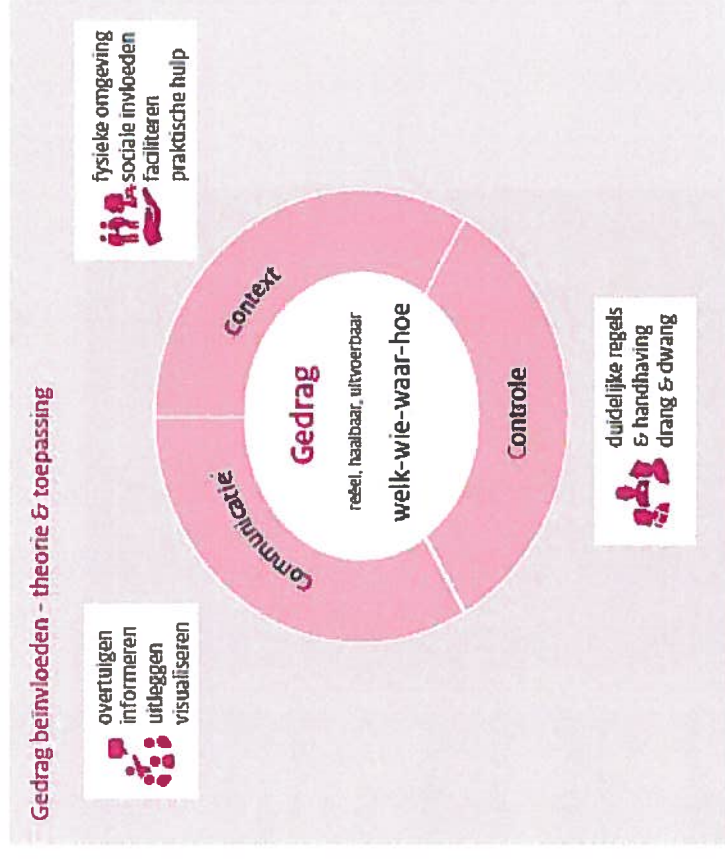 Gedrag beïnvloeden - theorie & toepassing
overtuigen
informeren
uitleggen
visualiseren
fysieke omgeving
sociale invloeden
faciliteren
praktische hulp
Communicatie
Context
Gedrag
reëel, haalbaar, uitvoerbaar
welk-wie-waar-hoe
Controle
duidelijke regels
& handhaving
drang & dwang